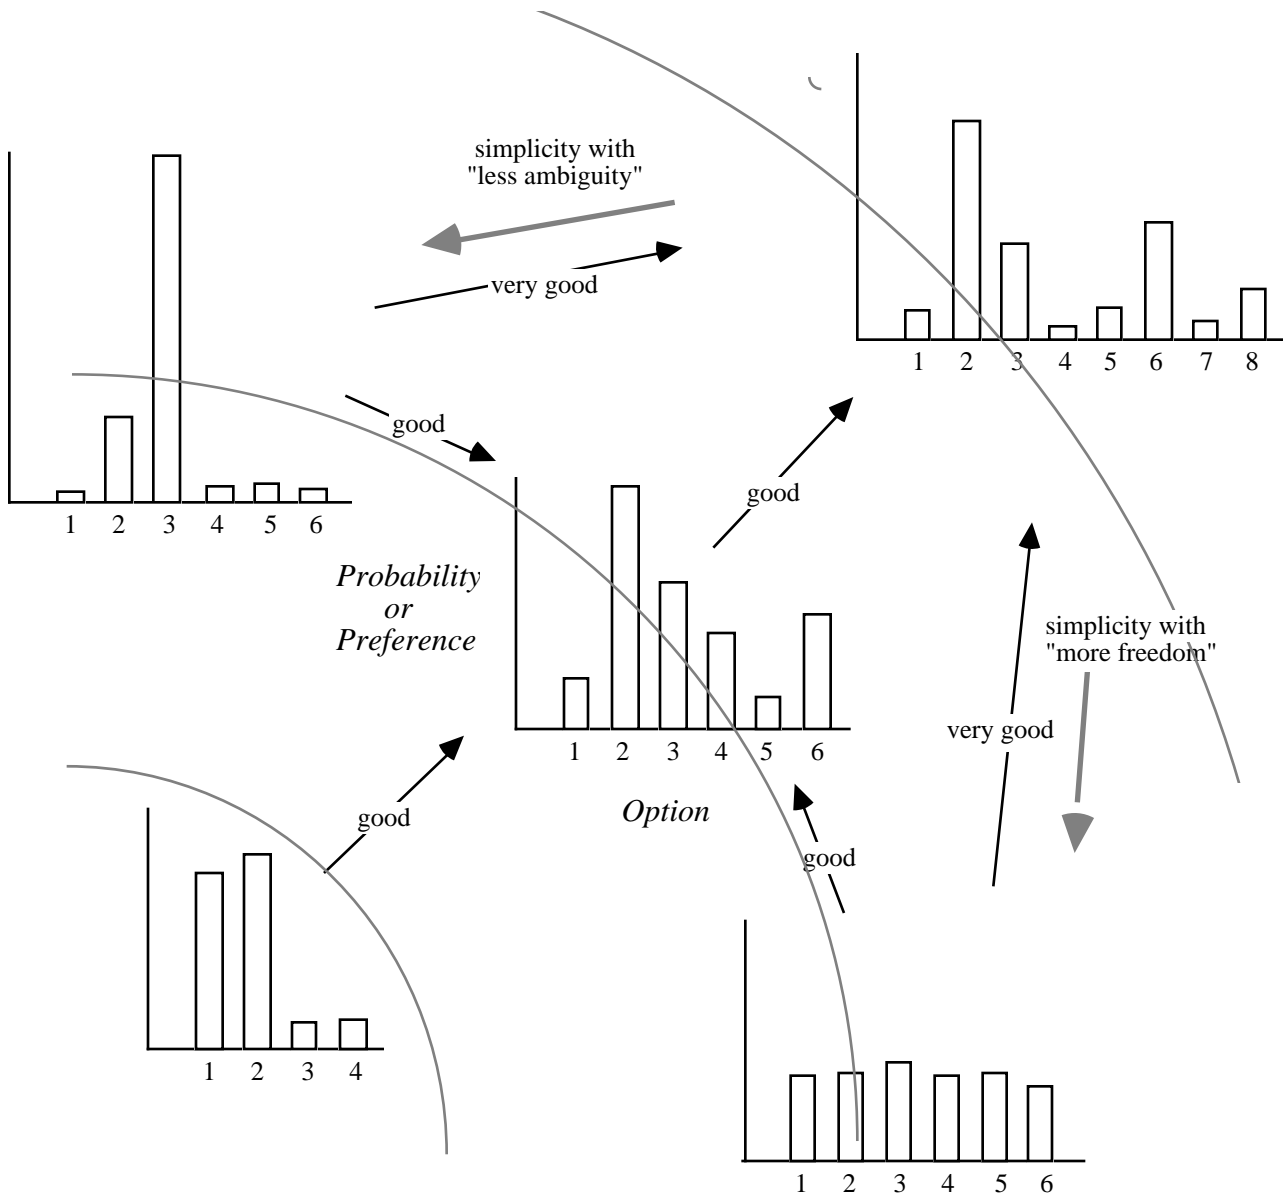 simplicity with
"less ambiguity"
very good
1 2 3 4 5 6 7 8
good
good
1 2 3 4 5 6
Probability
or
Preference
simplicity with
"more freedom"
very good
1 2 3 4 5 6
Option
good
good
1 2 3 4
1 2 3 4 5 6